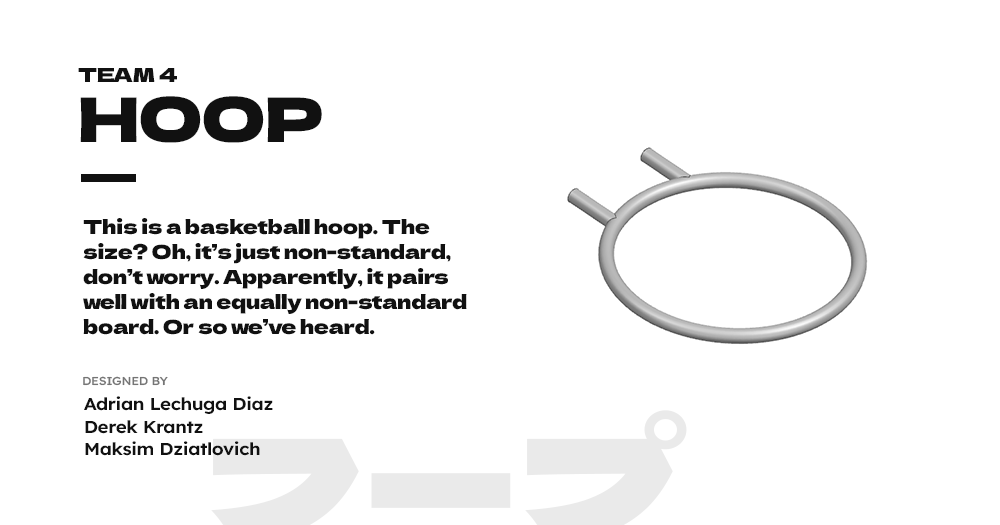 TEAM 4
HOOP
This is a basketball hoop. The
size? Oh, it's just non-standard,
don't worry. Apparently, it pairs
well with an equally non-standard
board. Or so we've heard.
DESIGNED BY
Adrian Lechuga Diaz
Derek Krantz
Maksim Dziatlovich
フープ